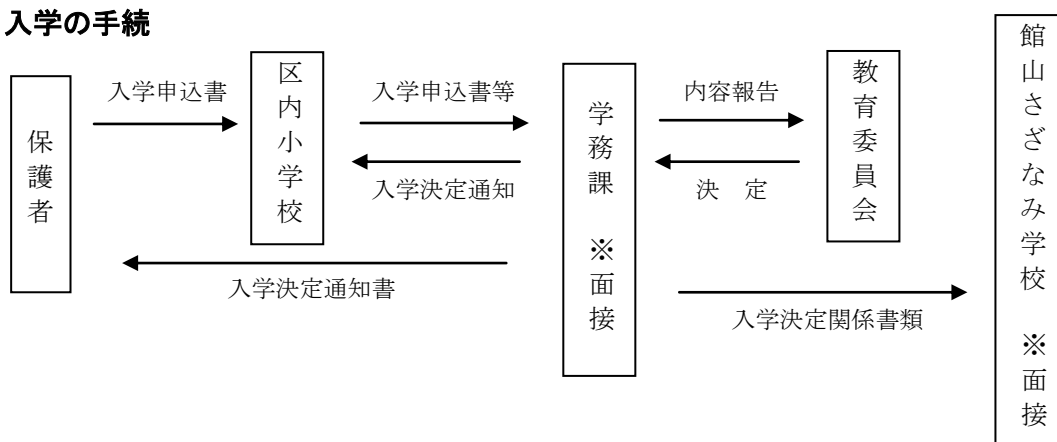 入学の手続
保護者
入学申込書
区内小学校
入学申込書等
入学決定通知
学務課 ※面接
内容報告
決 定
教育委員会
館山さざなみ学校 ※面接
入学決定通知書
入学決定関係書類